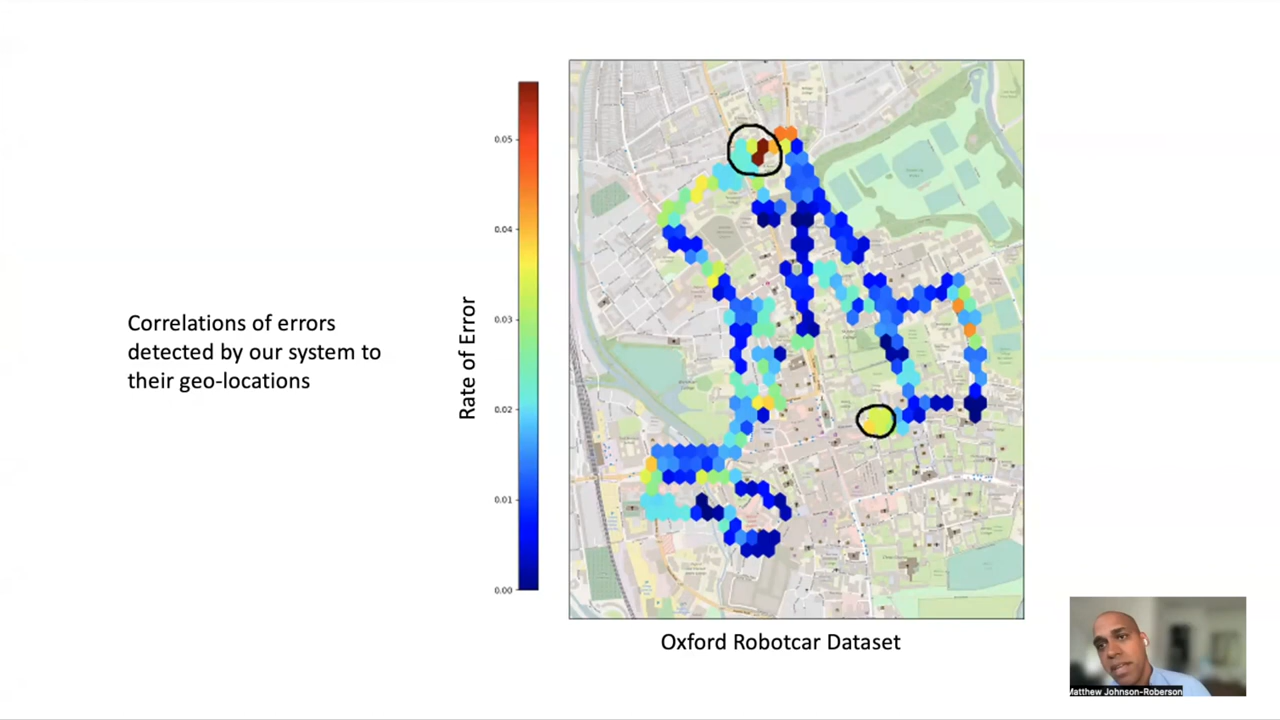 Correlations of errors
detected by our system to
their geo-locations
Rate of Error
0.05
0.04
0.03
0.02
0.01
0.00
Oxford Robotcar Dataset
Matthew Johnson-Roberson